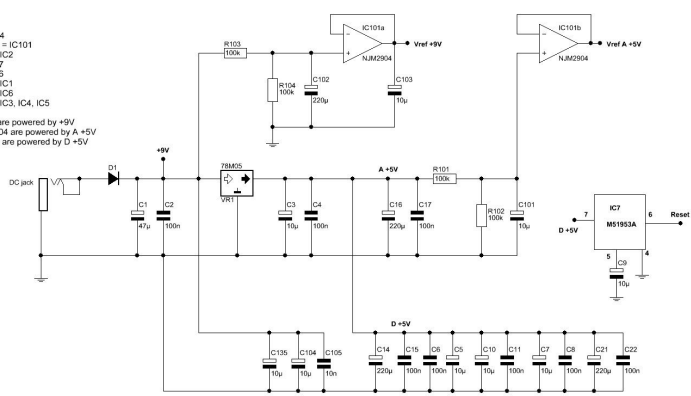 4
= IC101
IC2
7
6
IC1
IC6
IC3, IC4, IC5
are powered by +9V
04 are powered by A +5V
are powered by D +5V
IC101a
NJM2904
Vref +9V
R103
100k
R104
100k
C102
220µ
C103
10µ
IC101b
NJM2904
Vref A +5V
+9V
DC jack
D1
C1
47µ
C2
100n
78M05
VR1
C3
10µ
C4
100n
A +5V
C16
220µ
C17
100n
R101
100k
R102
100k
C101
10µ
IC7
M51953A
7
6
Reset
D +5V
5
4
C9
10µ
D +5V
C135
10µ
C104
10µ
C105
10n
C14
220µ
C15
100n
C6
100n
C5
10µ
C10
10µ
C11
100n
C7
10µ
C8
100n
C21
220µ
C22
100n